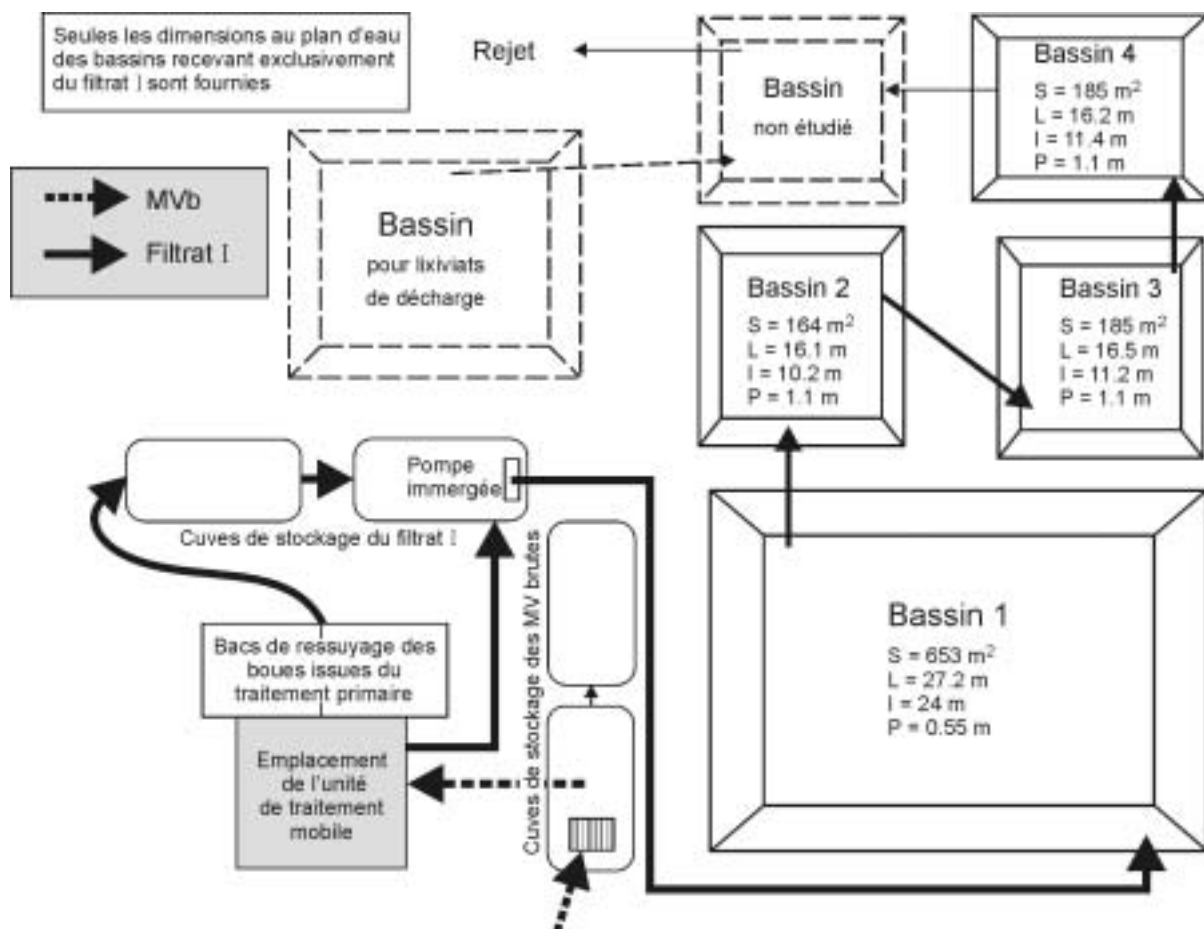 Seules les dimensions au plan d'eau
des bassins recevant exclusivement
du filtrat I sont fournies
MVb
Filtrat I
Rejet
Bassin
non étudié
Bassin 4
S = 185 m²
L = 16.2 m
l = 11.4 m
P = 1.1 m
Bassin
pour lixiviats
de décharge
Bassin 2
S = 164 m²
L = 16.1 m
l = 10.2 m
P = 1.1 m
Bassin 3
S = 185 m²
L = 16.5 m
l = 11.2 m
P = 1.1 m
Pompe
immergée
Cuves de stockage du filtrat I
Cuves de stockage des MV brutes
Bacs de ressuyage des
boues issues du
traitement primaire
Emplacement
de l'unité
de traitement
mobile
Bassin 1
S = 653 m²
L = 27.2 m
l = 24 m
P = 0.55 m